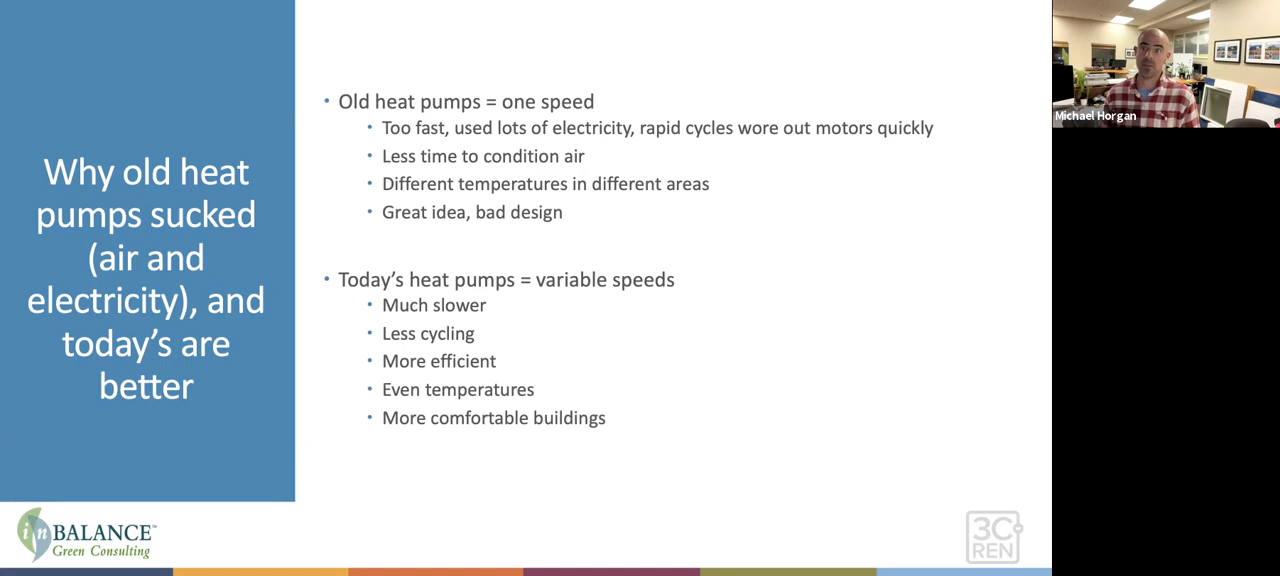 Why old heat
pumps sucked
(air and
electricity), and
today's are
better
• Old heat pumps = one speed
• Too fast, used lots of electricity, rapid cycles wore out motors quickly
• Less time to condition air
• Different temperatures in different areas
• Great idea, bad design
• Today's heat pumps = variable speeds
• Much slower
• Less cycling
• More efficient
• Even temperatures
• More comfortable buildings
in BALANCE™
Green Consulting
3C
REN
Michael Horgan